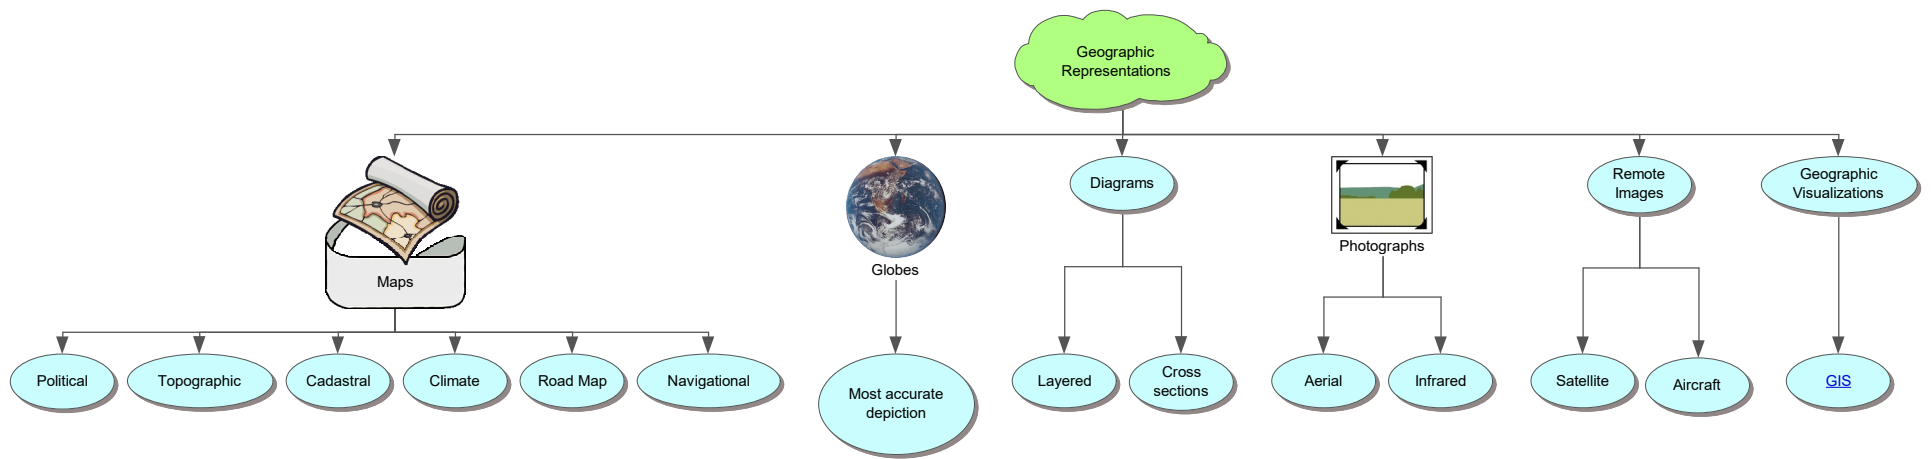 Geographic
Representations
Maps
Globes
Diagrams
Photographs
Remote
Images
Geographic
Visualizations
Political
Topographic
Cadastral
Climate
Road Map
Navigational
Most accurate
depiction
Layered
Cross
sections
Aerial
Infrared
Satellite
Aircraft
GIS